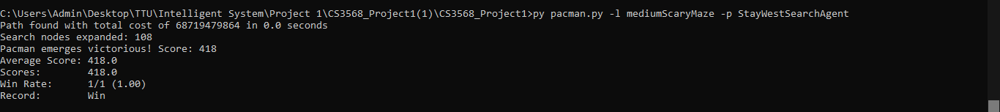 C:\Users\Admin\Desktop\TTU\Intelligent System\Project 1\CS3568_Project1(1)\CS3568_Project1>py pacman.py -l mediumScaryMaze -p StayWestSearchAgent
Path found with total cost of 68719479864 in 0.0 seconds
Search nodes expanded: 108
Pacman emerges victorious! Score: 418
Average Score: 418.0
Scores:        418.0
Win Rate:      1/1 (1.00)
Record:        Win